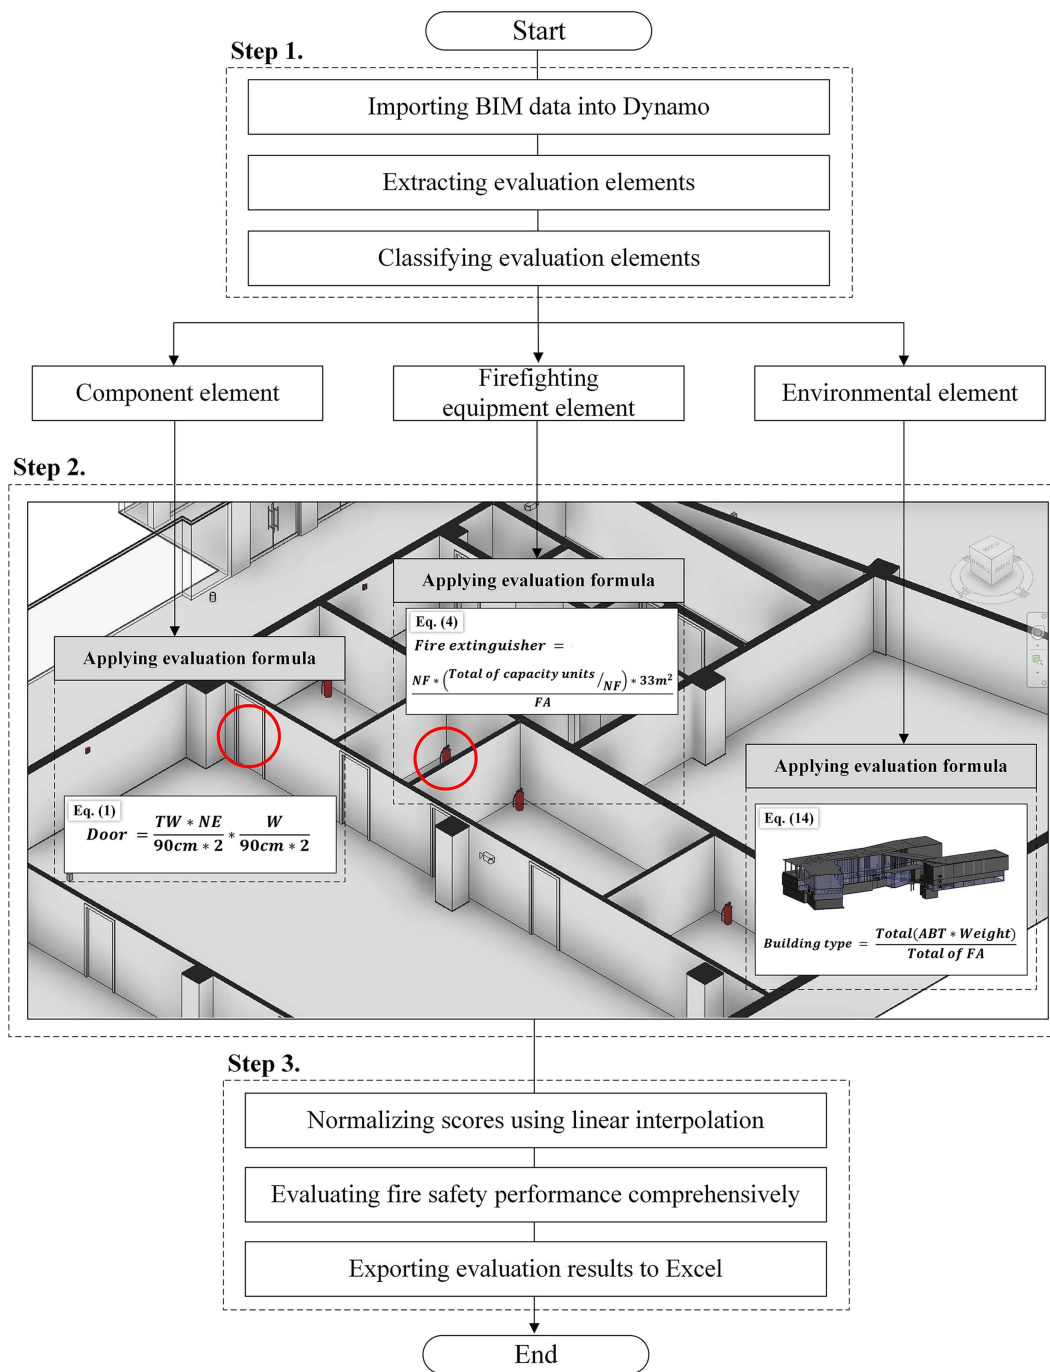 Start
Step 1.
Importing BIM data into Dynamo
Extracting evaluation elements
Classifying evaluation elements
Component element
Firefighting
equipment element
Environmental element
Step 2.
Applying evaluation formula
Eq. (4)
Fire extinguisher =
NF * (Total of capacity units / NF) * 33m²
FA
Applying evaluation formula
Eq. (1)
Door = TW * NE / 90cm * 2 * W / 90cm * 2
Applying evaluation formula
Eq. (14)
Building type = Total(ABT * Weight) / Total of FA
Step 3.
Normalizing scores using linear interpolation
Evaluating fire safety performance comprehensively
Exporting evaluation results to Excel
End